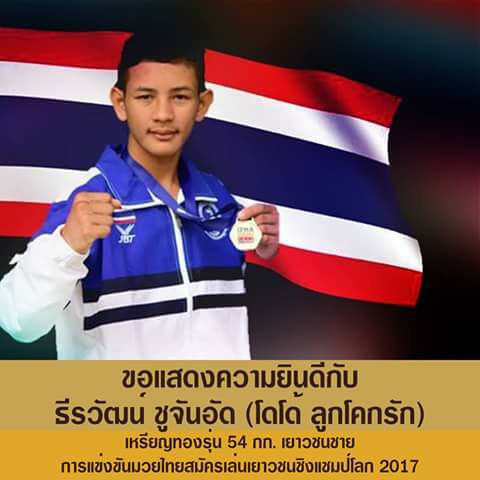 FBT
IFMA
ขอแสดงความยินดีกับ
ธีรวัฒน์ ชูจันอัด (โดโด้ ลูกโคกรัก)
เหรียญทองรุ่น 54 กก. เยาวชนชาย
การแข่งขันมวยไทยสมัครเล่นเยาวชนชิงแชมป์โลก 2017